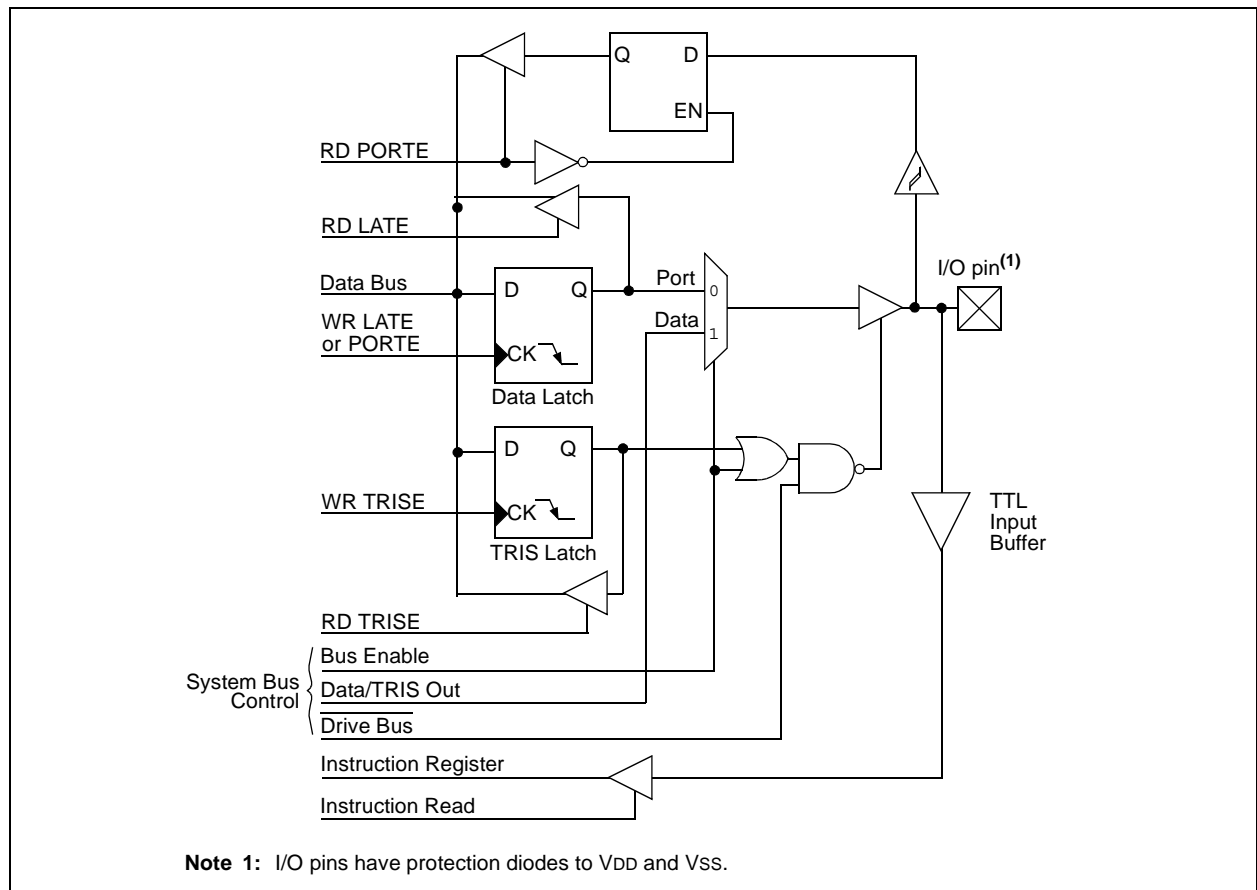 Q D
EN
RD PORTE
RD LATE
Data Bus
D Q
Port
0
I/O pin(1)
WR LATE
or PORTE
CK
Data
1
Data Latch
D Q
WR TRISE
CK
TRIS Latch
TTL
Input
Buffer
RD TRISE
System Bus
Control
Bus Enable
Data/TRIS Out
Drive Bus
Instruction Register
Instruction Read
Note 1: I/O pins have protection diodes to VDD and VSS.